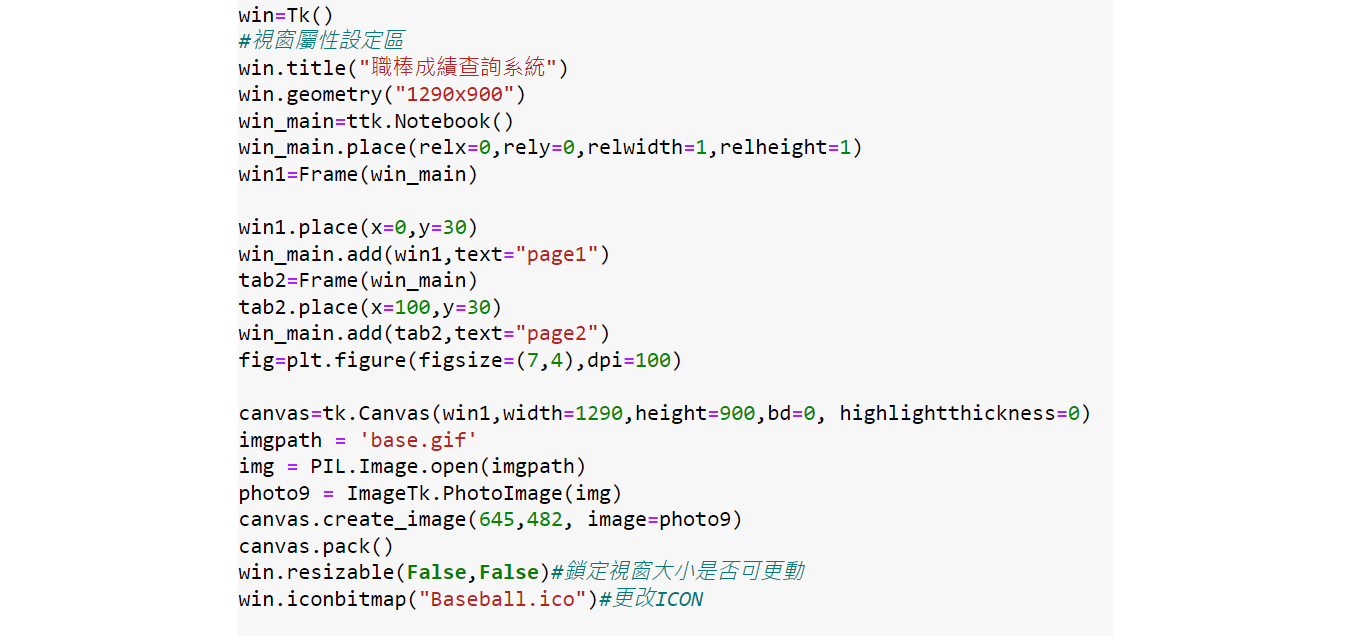 win=Tk()
#視窗屬性設定區
win.title("職棒成績查詢系統")
win.geometry("1290x900")
win_main=ttk.Notebook()
win_main.place(relx=0,rely=0,relwidth=1,relheight=1)
win1=Frame(win_main)
win1.place(x=0,y=30)
win_main.add(win1,text="page1")
tab2=Frame(win_main)
tab2.place(x=100,y=30)
win_main.add(tab2,text="page2")
fig=plt.figure(figsize=(7,4),dpi=100)
canvas=tk.Canvas(win1,width=1290,height=900,bd=0, highlightthickness=0)
imgpath = 'base.gif'
img = PIL.Image.open(imgpath)
photo9 = ImageTk.PhotoImage(img)
canvas.create_image(645,482, image=photo9)
canvas.pack()
win.resizable(False,False)#鎖定視窗大小是否可更動
win.iconbitmap("Baseball.ico")#更改ICON